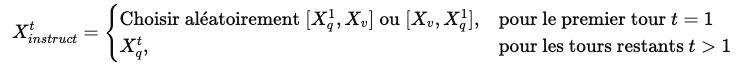 X^t_{instruct} = { Choisir aléatoirement [X^1_q, X_v] ou [X_v, X^1_q], pour le premier tour t = 1
X^t_q, pour les tours restants t > 1